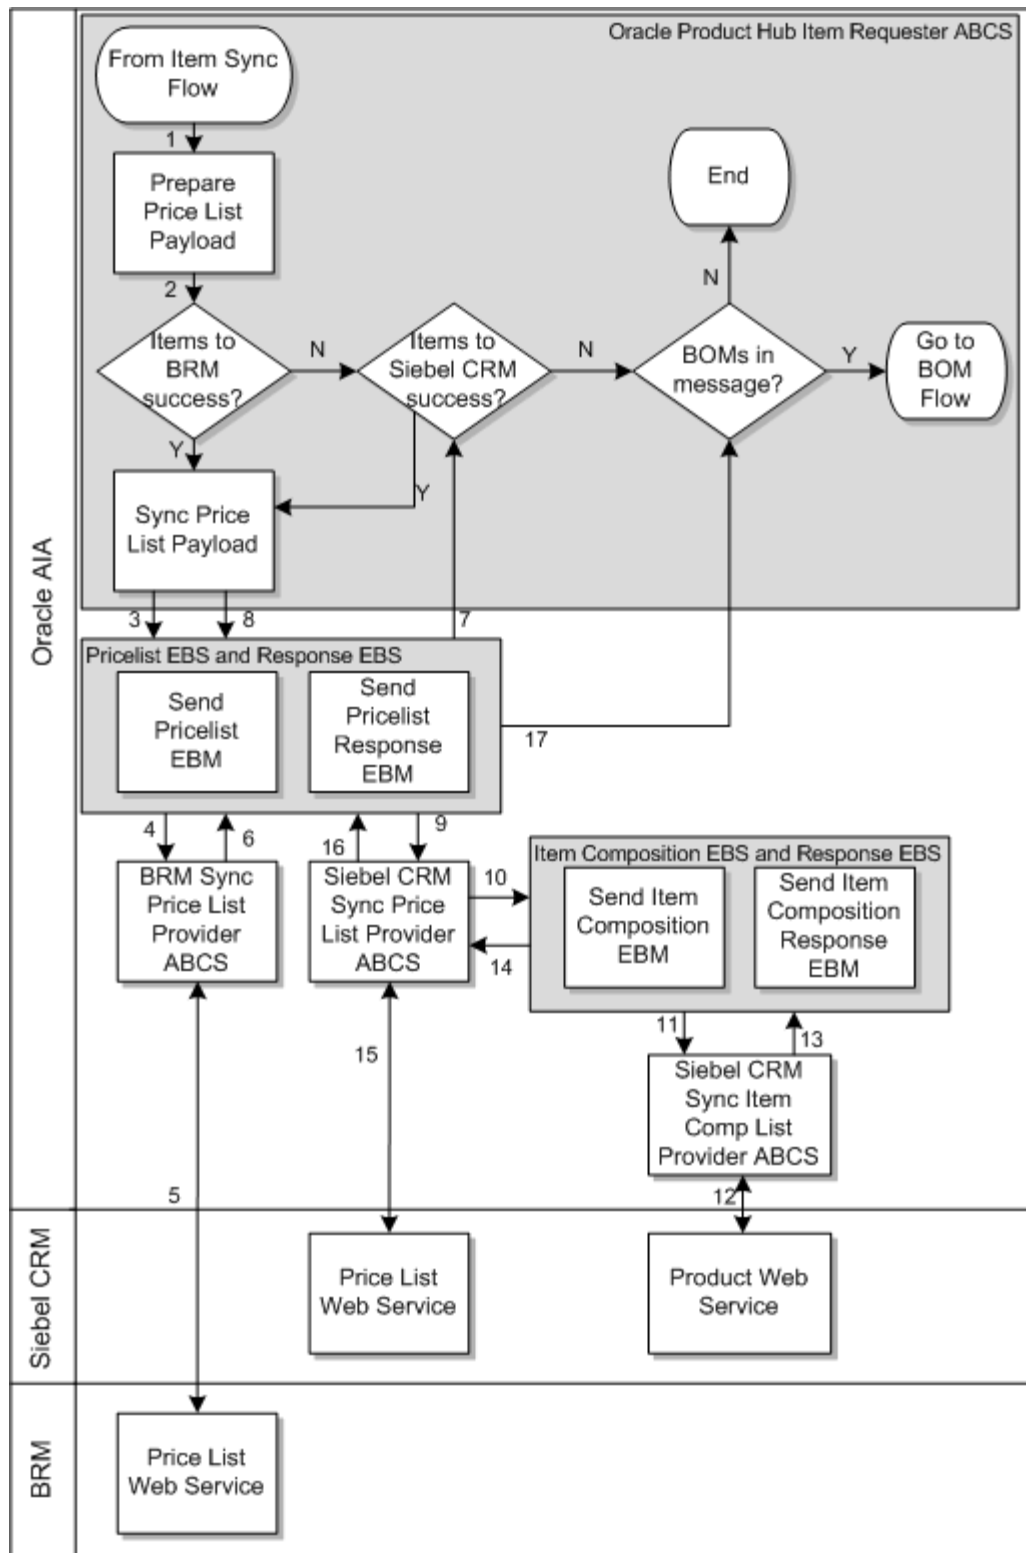 Oracle Product Hub Item Requester ABCS
From Item Sync
Flow
1
Prepare
Price List
Payload
End
2
N
Items to
BRM
success?
N
Items to
Siebel CRM
success?
N
BOMs in
message?
Y
Go to
BOM
Flow
Y
Y
Sync Price
List Payload
3
8
7
Oracle AIA
Pricelist EBS and Response EBS
Send
Pricelist
EBM
Send
Pricelist
Response
EBM
17
4
6
16
9
BRM Sync
Price List
Provider
ABCS
Siebel CRM
Sync Price
List Provider
ABCS
10
14
Item Composition EBS and Response EBS
Send Item
Composition
EBM
Send Item
Composition
Response
EBM
11
13
15
Siebel CRM
Sync Item
Comp List
Provider ABCS
5
12
Siebel CRM
Price List
Web Service
Product Web
Service
BRM
Price List
Web Service